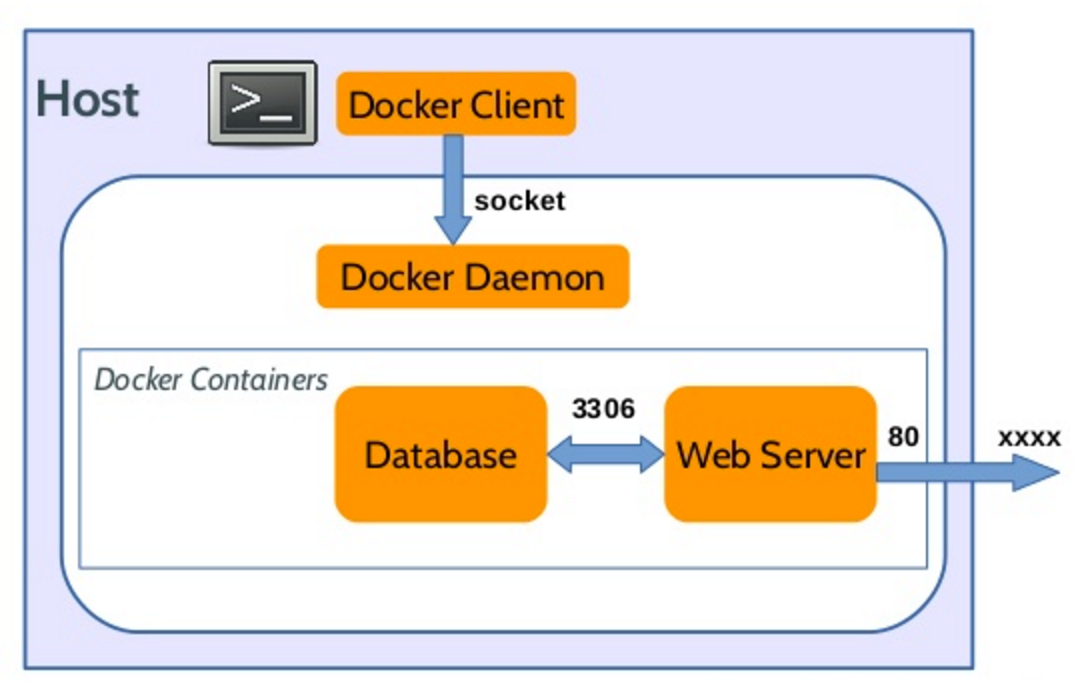 Host
>_
Docker Client
socket
Docker Daemon
Docker Containers
Database
3306
Web Server
80
xxxx